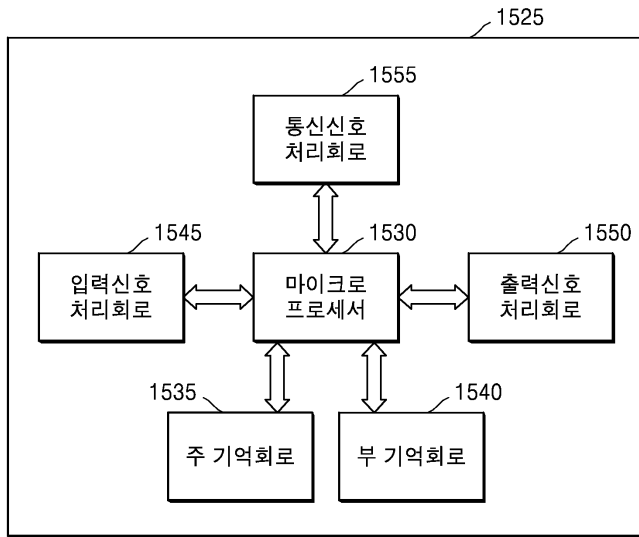 1525
1555
통신신호
처리회로
1545
1530
1550
입력신호
처리회로
마이크로
프로세서
출력신호
처리회로
1535
1540
주 기억회로
부 기억회로